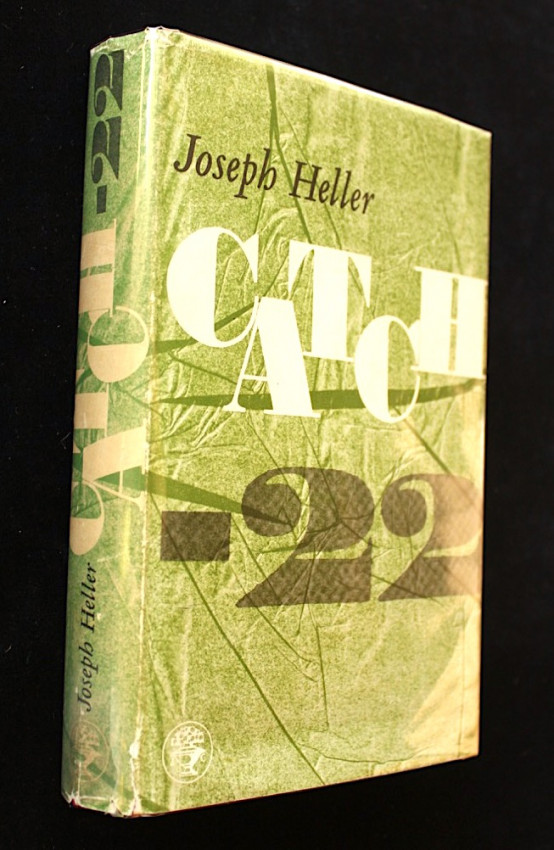 Joseph Heller
CATCH
-22
CATCH -22
Joseph Heller